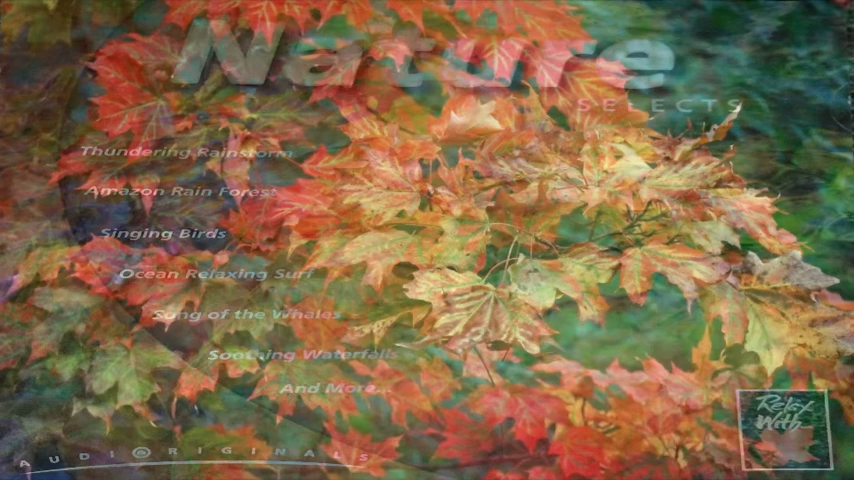 Nature
SELECTS
Thundering Rainstorm
Amazon Rain Forest
Singing Birds
Ocean Relaxing Surf
Song of the Whales
Soothing Waterfalls
And More...
Relax
With
AUDIORIGINALS